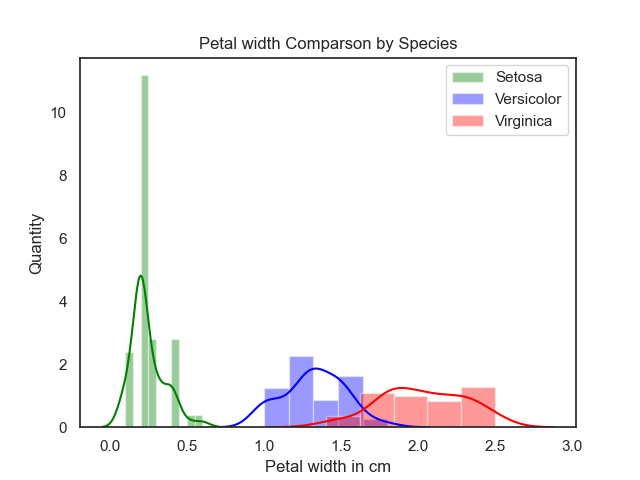 Petal width Comparson by Species
Setosa
Versicolor
Virginica
Quantity
10
8
6
4
2
0
0.0 0.5 1.0 1.5 2.0 2.5 3.0
Petal width in cm